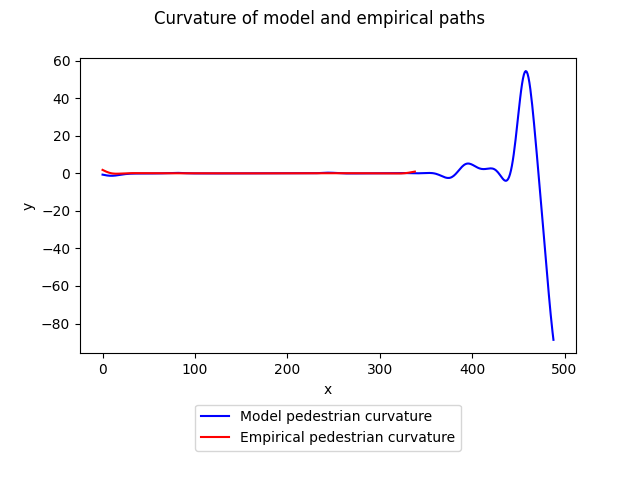 Curvature of model and empirical paths
60
40
20
0
−20
−40
−60
−80
y
0 100 200 300 400 500
x
Model pedestrian curvature
Empirical pedestrian curvature